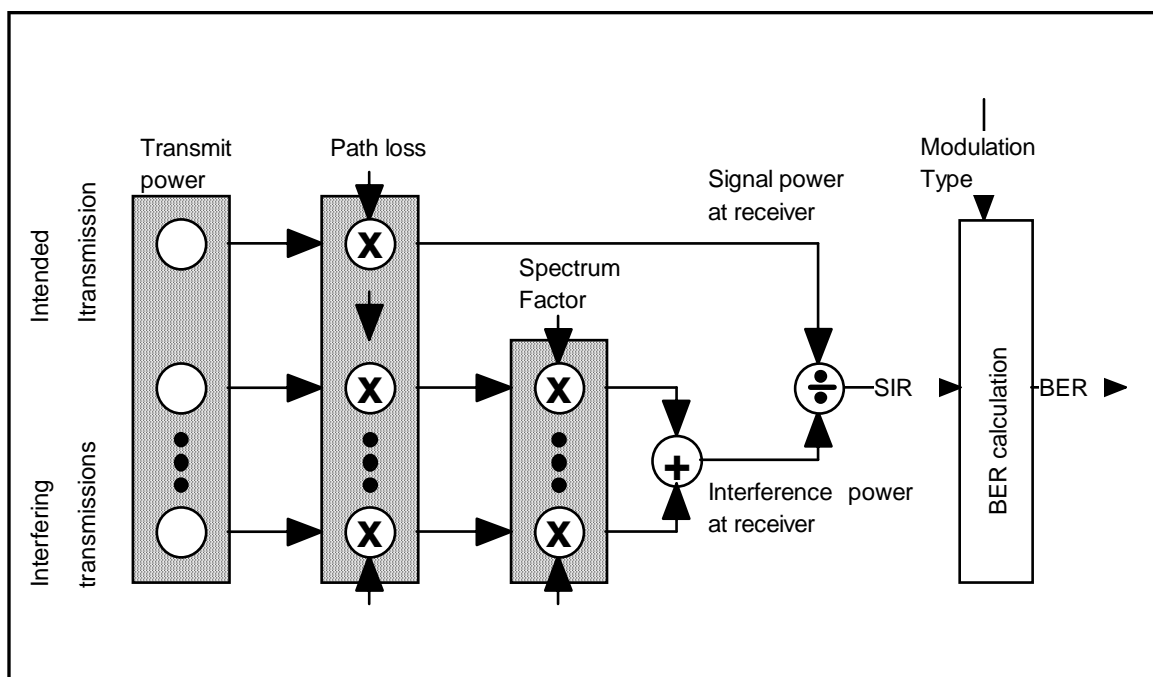 Transmit
power
Path loss
Modulation
Type
Signal power
at receiver
Intended
Itransmission
X
Spectrum
Factor
X
X
÷
SIR
BER calculation
BER
+
Interfering
transmissions
Interference power
at receiver
X
X